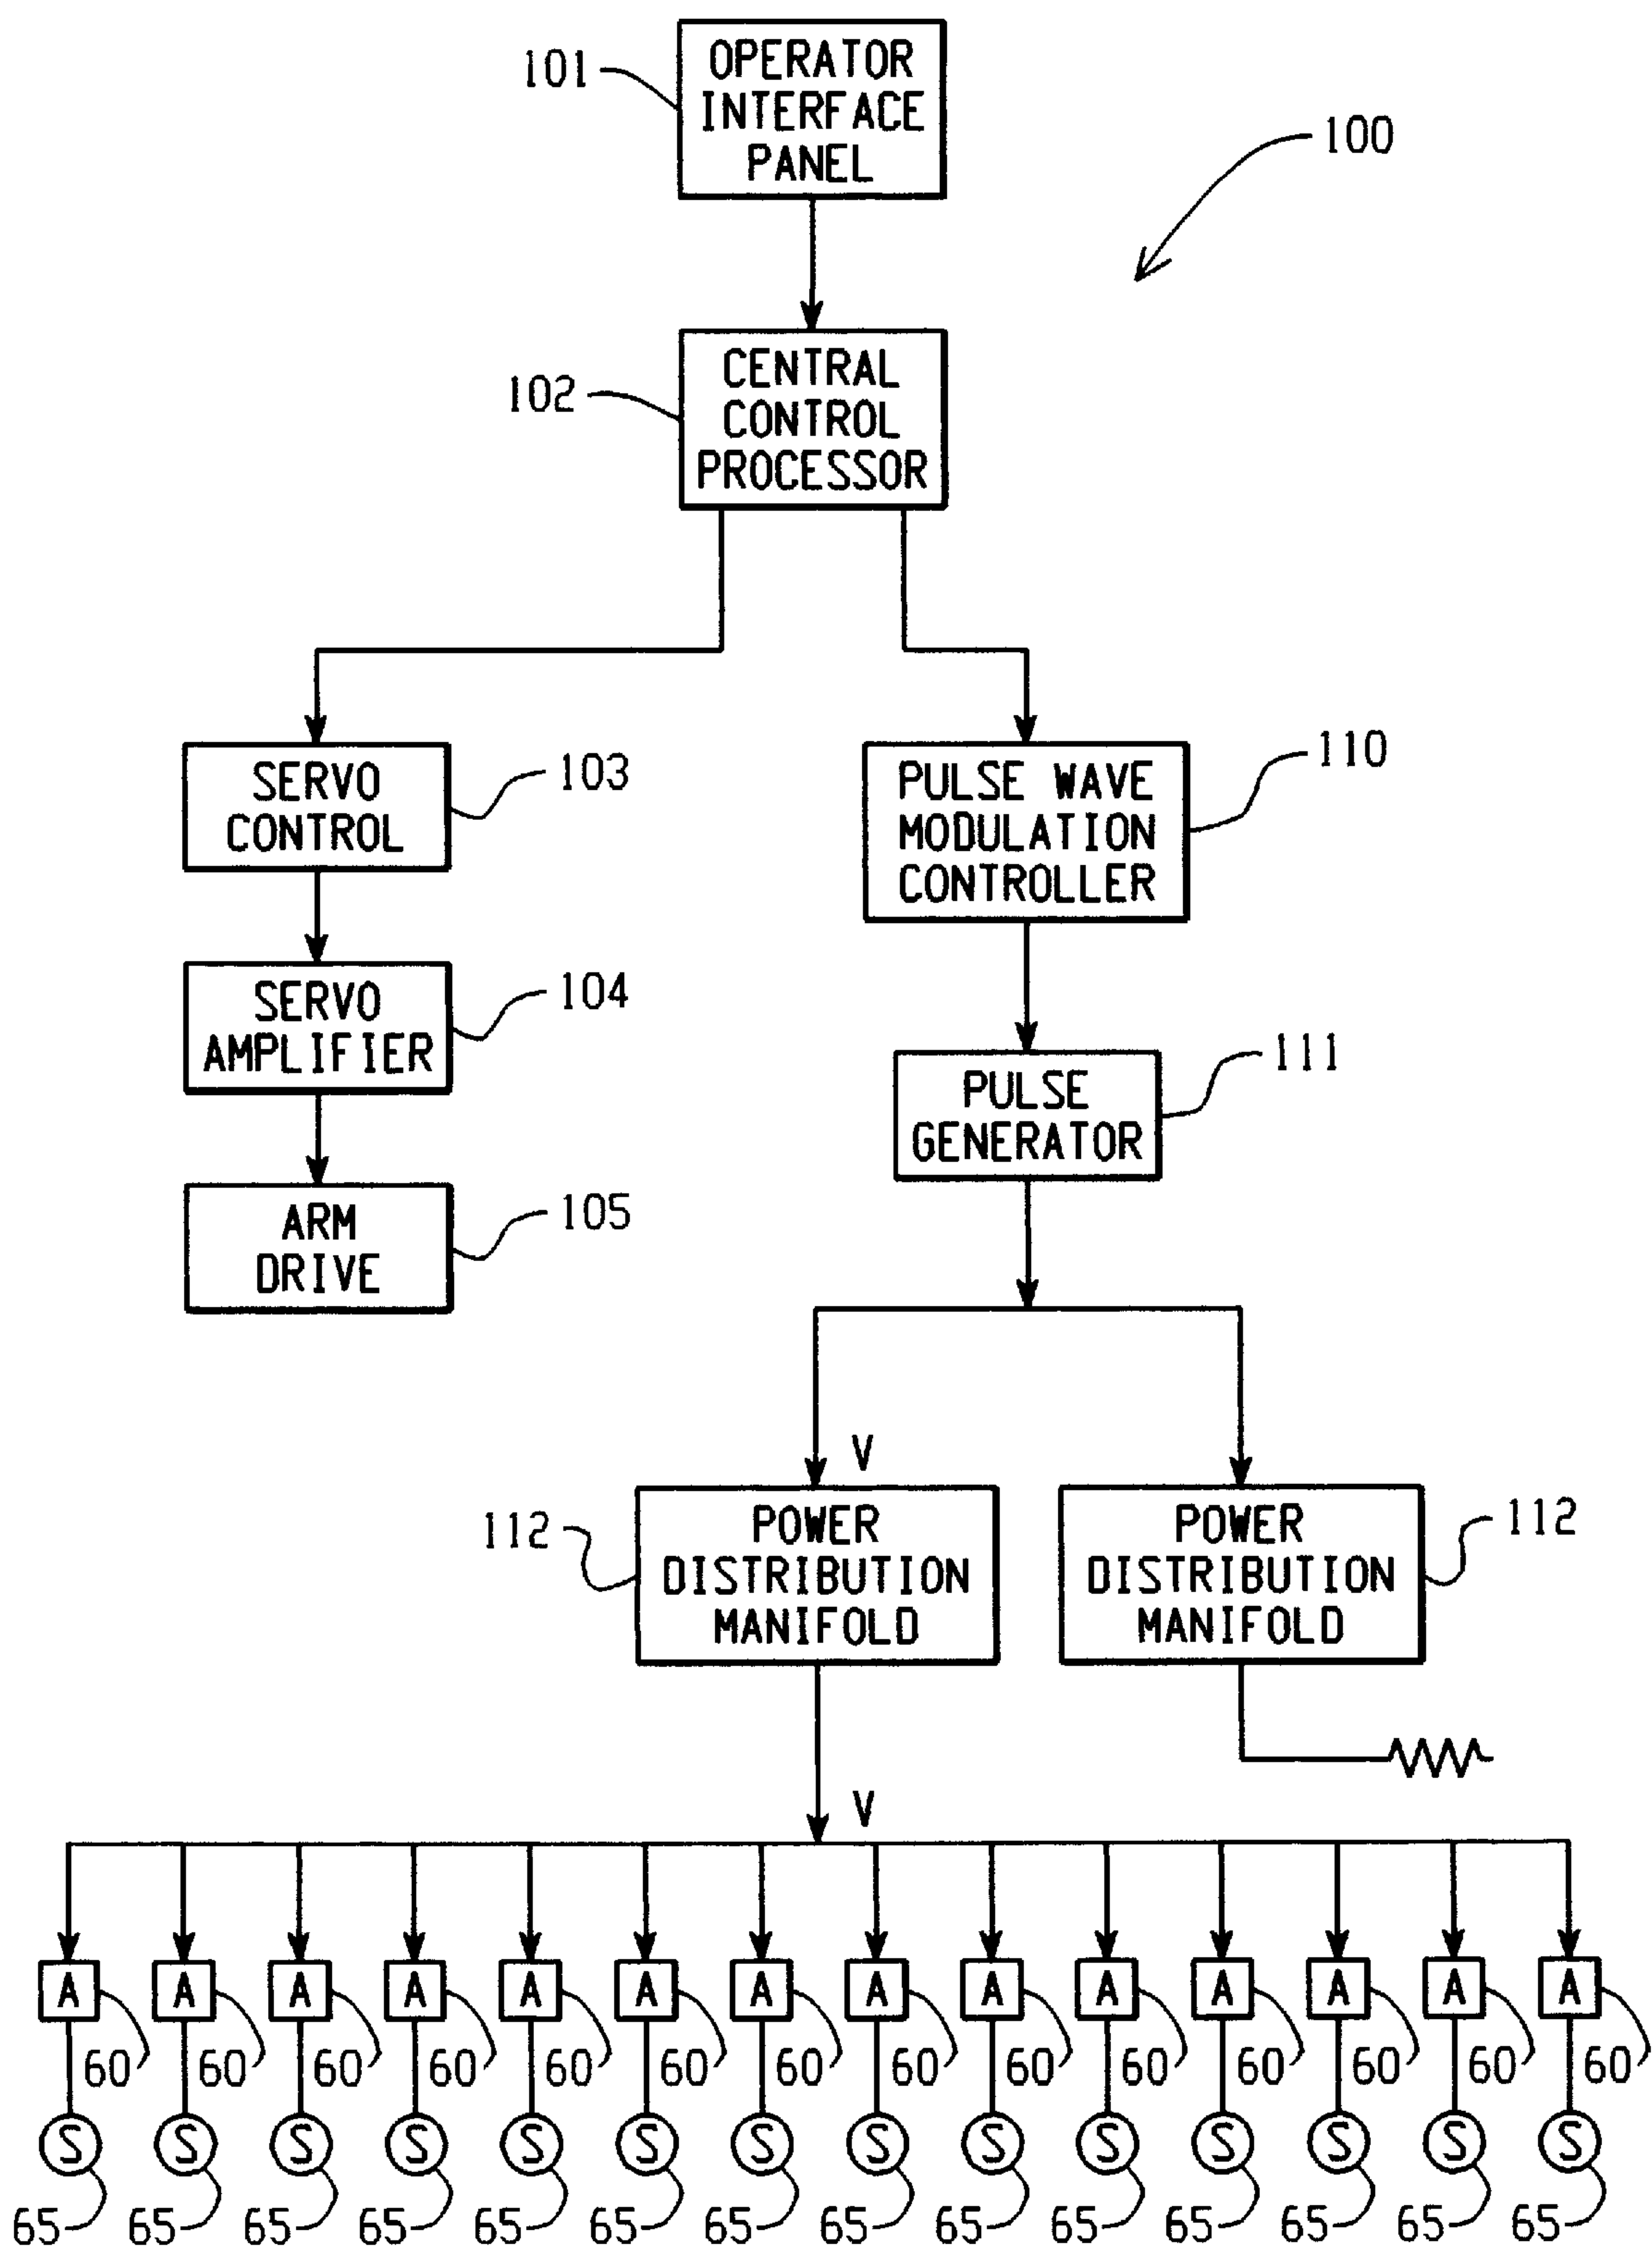 101
OPERATOR
INTERFACE
PANEL
100
102
CENTRAL
CONTROL
PROCESSOR
SERVO
CONTROL
103
PULSE WAVE
MODULATION
CONTROLLER
110
SERVO
AMPLIFIER
104
PULSE
GENERATOR
111
ARM
DRIVE
105
V
112
POWER
DISTRIBUTION
MANIFOLD
POWER
DISTRIBUTION
MANIFOLD
112
V
A A A A A A A A A A A A A A
60 60 60 60 60 60 60 60 60 60 60 60 60 60
S S S S S S S S S S S S S S
65 65 65 65 65 65 65 65 65 65 65 65 65 65